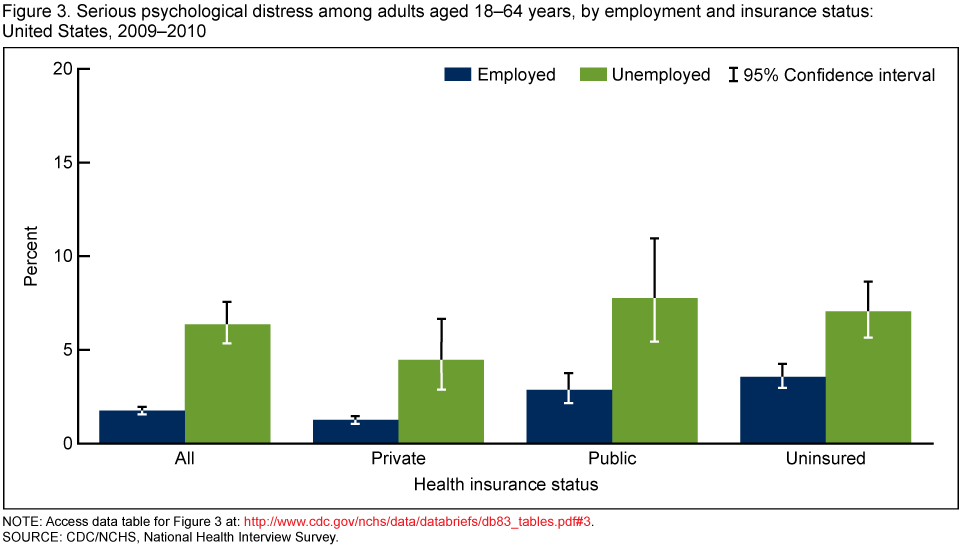 Figure 3. Serious psychological distress among adults aged 18–64 years, by employment and insurance status:
United States, 2009–2010
Employed Unemployed 95% Confidence interval
20
15
10
5
0
Percent
All Private Public Uninsured
Health insurance status
NOTE: Access data table for Figure 3 at: http://www.cdc.gov/nchs/data/databriefs/db83_tables.pdf#3.
SOURCE: CDC/NCHS, National Health Interview Survey.